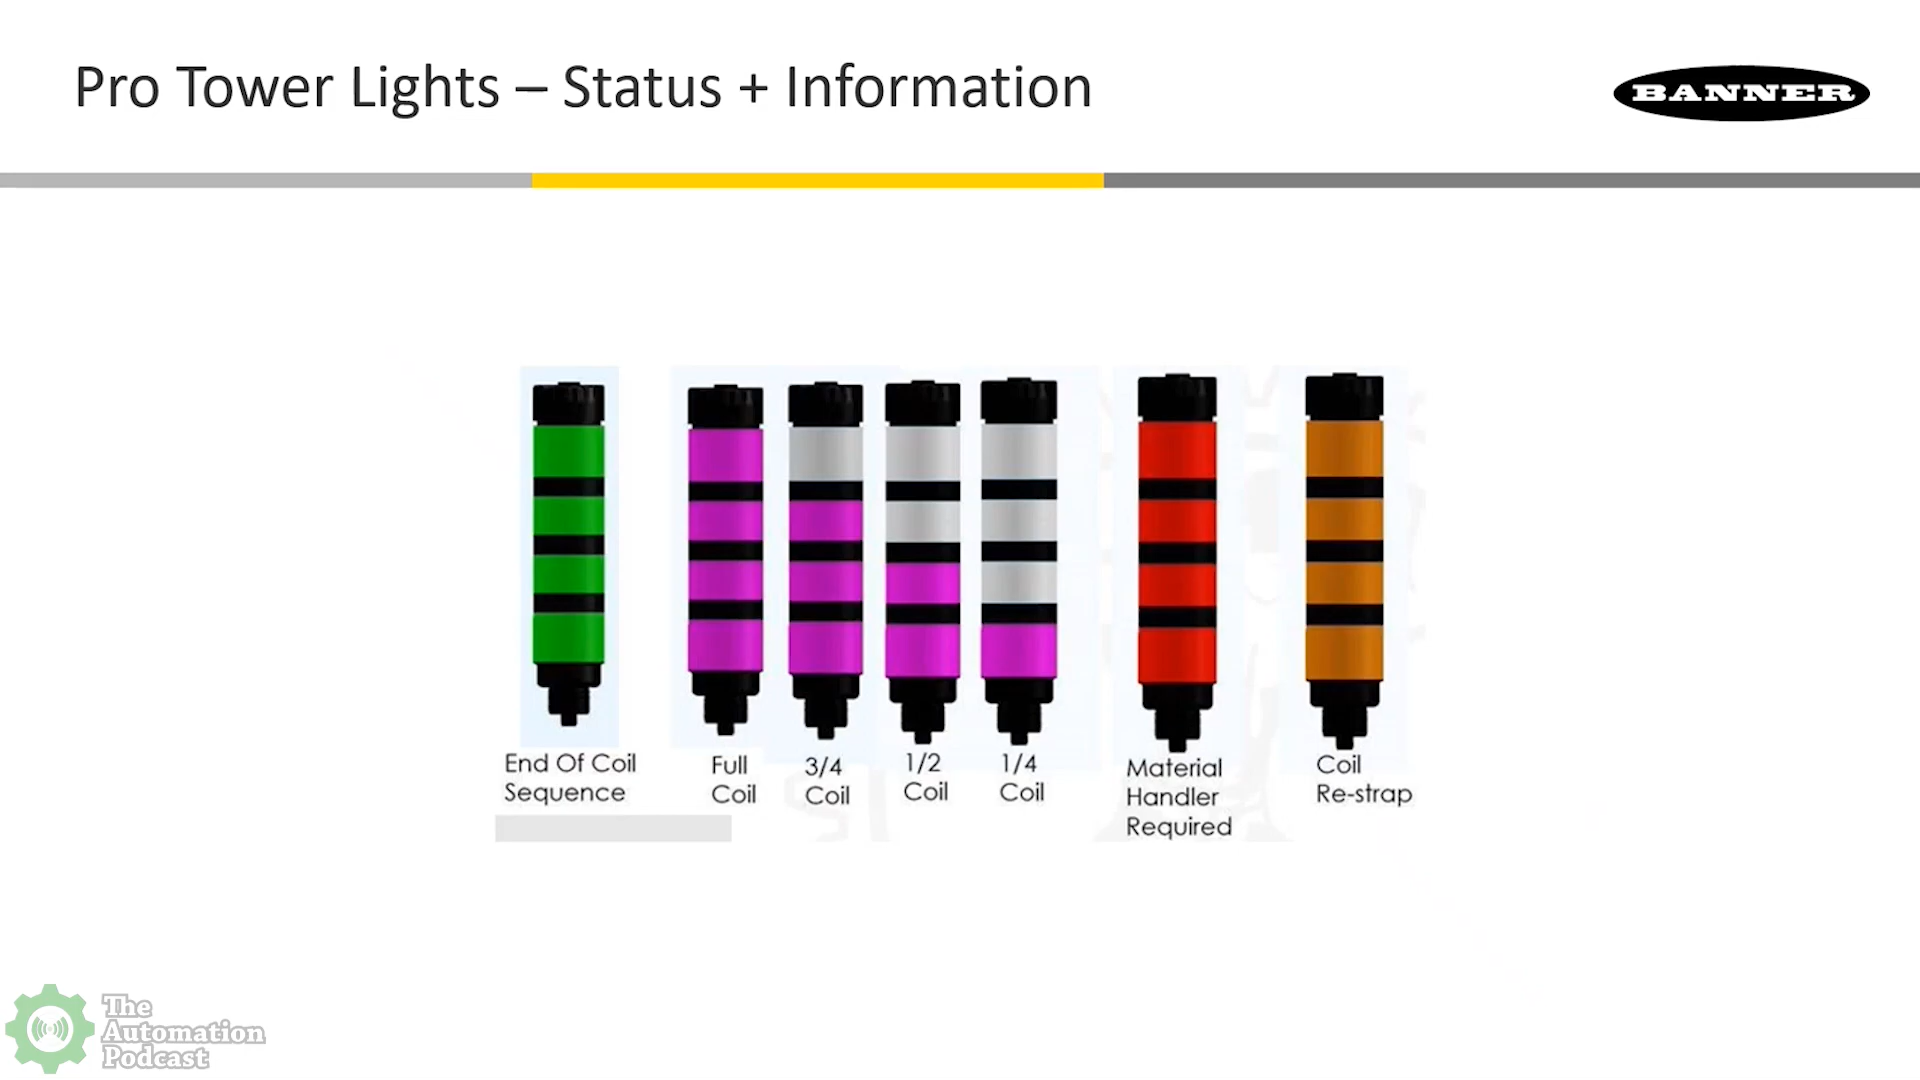 Pro Tower Lights – Status + Information
BANNER
End Of Coil
Sequence
Full
Coil
3/4
Coil
1/2
Coil
1/4
Coil
Material
Handler
Required
Coil
Re-strap
The
Automation
Podcast